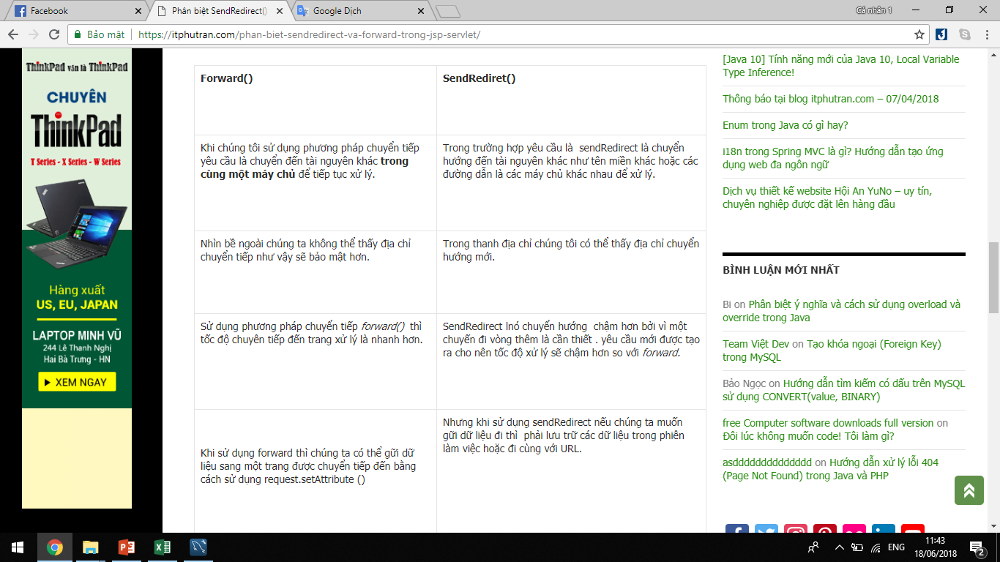 Facebook
Phân biệt SendRedirect()
Google Dịch
Cá nhân 1
Bảo mật
https://itphutran.com/phan-biet-sendredirect-va-forward-trong-jsp-servlet/
ThinkPad vẫn là ThinkPad
CHUYÊN
ThinkPad
T Series - X Series - W Series
Hàng xuất
US, EU, JAPAN
LAPTOP MINH VŨ
244 Lê Thanh Nghị
Hai Bà Trưng - HN
XEM NGAY
Forward()
SendRediret()
Khi chúng tôi sử dụng phương pháp chuyển tiếp
yêu cầu là chuyển đến tài nguyên khác trong
cùng một máy chủ để tiếp tục xử lý.
Trong trường hợp yêu cầu là sendRedirect là chuyển
hướng đến tài nguyên khác như tên miền khác hoặc các
đường dẫn là các máy chủ khác nhau để xử lý.
Nhìn bề ngoài chúng ta không thể thấy địa chỉ
chuyển tiếp như vậy sẽ bảo mật hơn.
Trong thanh địa chỉ chúng tôi có thể thấy địa chỉ chuyển
hướng mới.
Sử dụng phương pháp chuyển tiếp forward() thì
tốc độ chuyên tiếp đến trang xử lý là nhanh hơn.
SendRedirect lnó chuyển hướng chậm hơn bởi vì một
chuyến đi vòng thêm là cần thiết . yêu cầu mới được tạo
ra cho nên tốc độ xử lý sẽ chậm hơn so với forward.
Khi sử dụng forward thì chúng ta có thể gữi dữ
liệu sang một trang được chuyển tiếp đến bằng
cách sử dụng request.setAttribute ()
Nhưng khi sử dụng sendRedirect nếu chúng ta muốn
gữi dữ liệu đi thì phải lưu trữ các dữ liệu trong phiên
làm việc hoặc đi cùng với URL.
[Java 10] Tính năng mới của Java 10, Local Variable
Type Inference!
Thông báo tại blog itphutran.com – 07/04/2018
Enum trong Java có gì hay?
i18n trong Spring MVC là gì? Hướng dẫn tạo ứng
dụng web đa ngôn ngữ
Dịch vụ thiết kế website Hội An YuNo – uy tín,
chuyên nghiệp được đặt lên hàng đầu
BÌNH LUẬN MỚI NHẤT
Bi on Phân biệt ý nghĩa và cách sử dụng overload và
override trong Java
Team Việt Dev on Tạo khóa ngoại (Foreign Key)
trong MySQL
Bảo Ngọc on Hướng dẫn tìm kiếm có dấu trên MySQL
sử dụng CONVERT(value, BINARY)
free Computer software downloads full version on
Đôi lúc không muốn code! Tôi làm gì?
asdddddddddddddd on Hướng dẫn xử lý lỗi 404
(Page Not Found) trong Java và PHP
ENG
11:43
18/06/2018
2